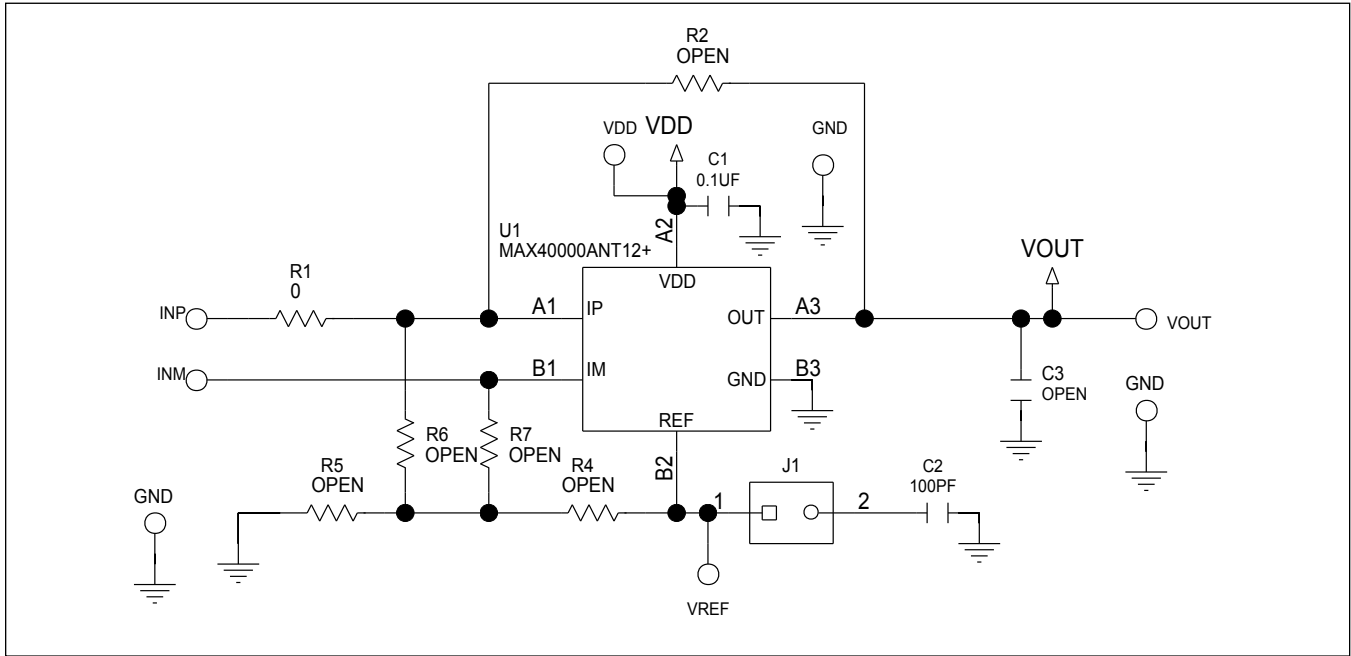 R2
OPEN
VDD
VDD
GND
C1
0.1UF
A2
U1
MAX40000ANT12+
VDD
VOUT
R1
0
INP
A1
IP
OUT
A3
VOUT
INM
B1
IM
GND
B3
C3
OPEN
GND
REF
R6
OPEN
R7
OPEN
B2
R5
OPEN
R4
OPEN
J1
C2
100PF
GND
1
2
VREF